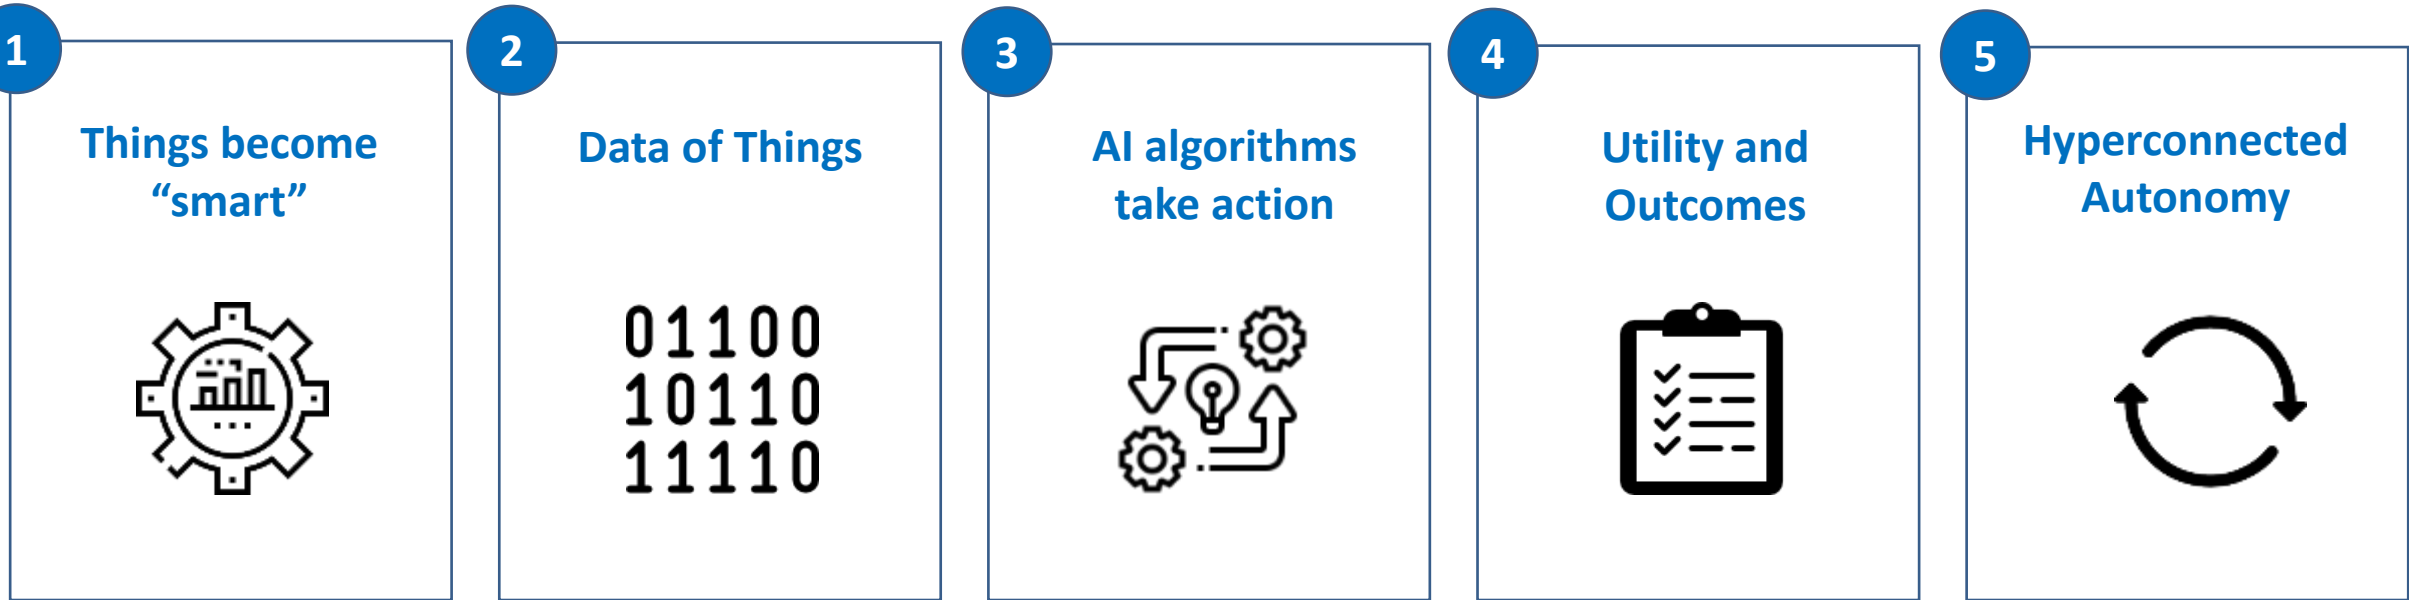 1
Things become
“smart”
2
Data of Things
01100
10110
11110
3
AI algorithms
take action
4
Utility and
Outcomes
5
Hyperconnected
Autonomy